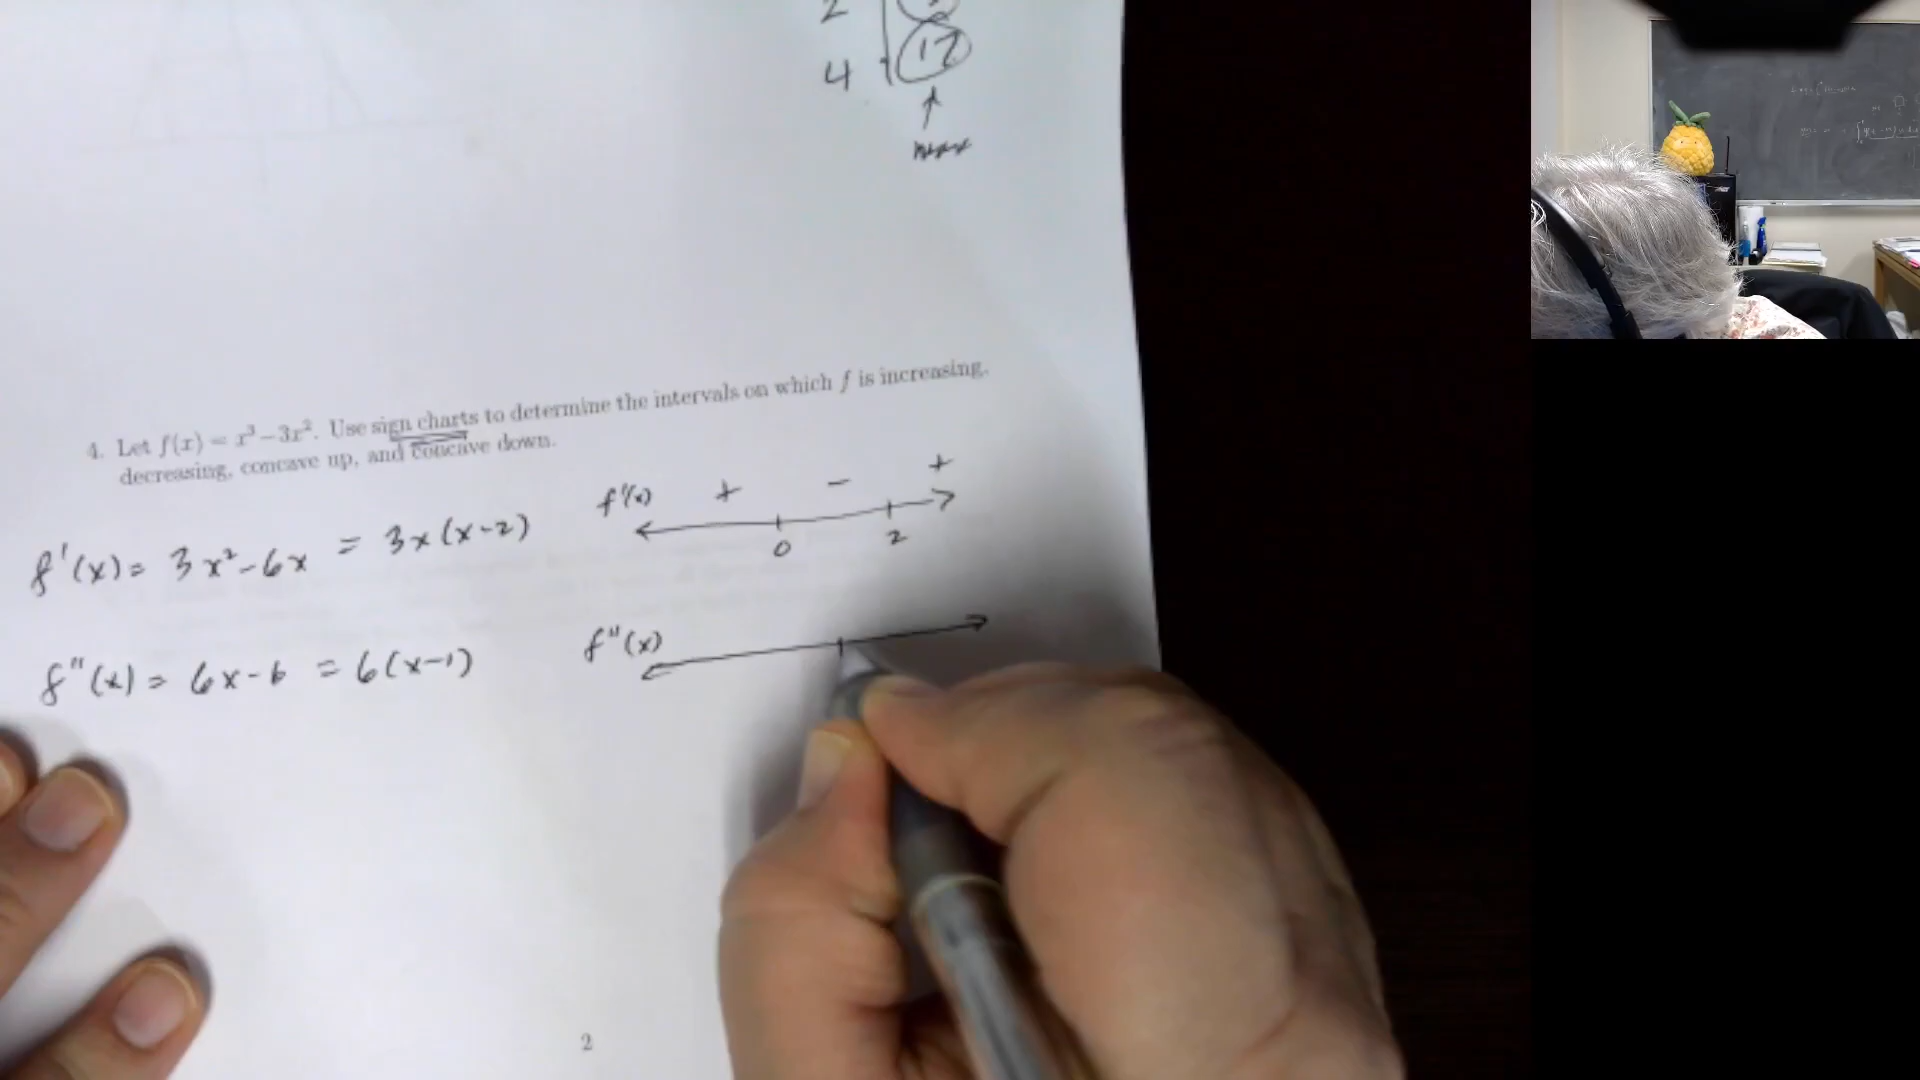 2
4 17
max
4. Let f(x) = x³ − 3x². Use sign charts to determine the intervals on which f is increasing,
decreasing, concave up, and concave down.
f'(x) + − +
0 2
f'(x) = 3x² - 6x = 3x(x-2)
f''(x)
f''(x) = 6x - 6 = 6(x-1)
2